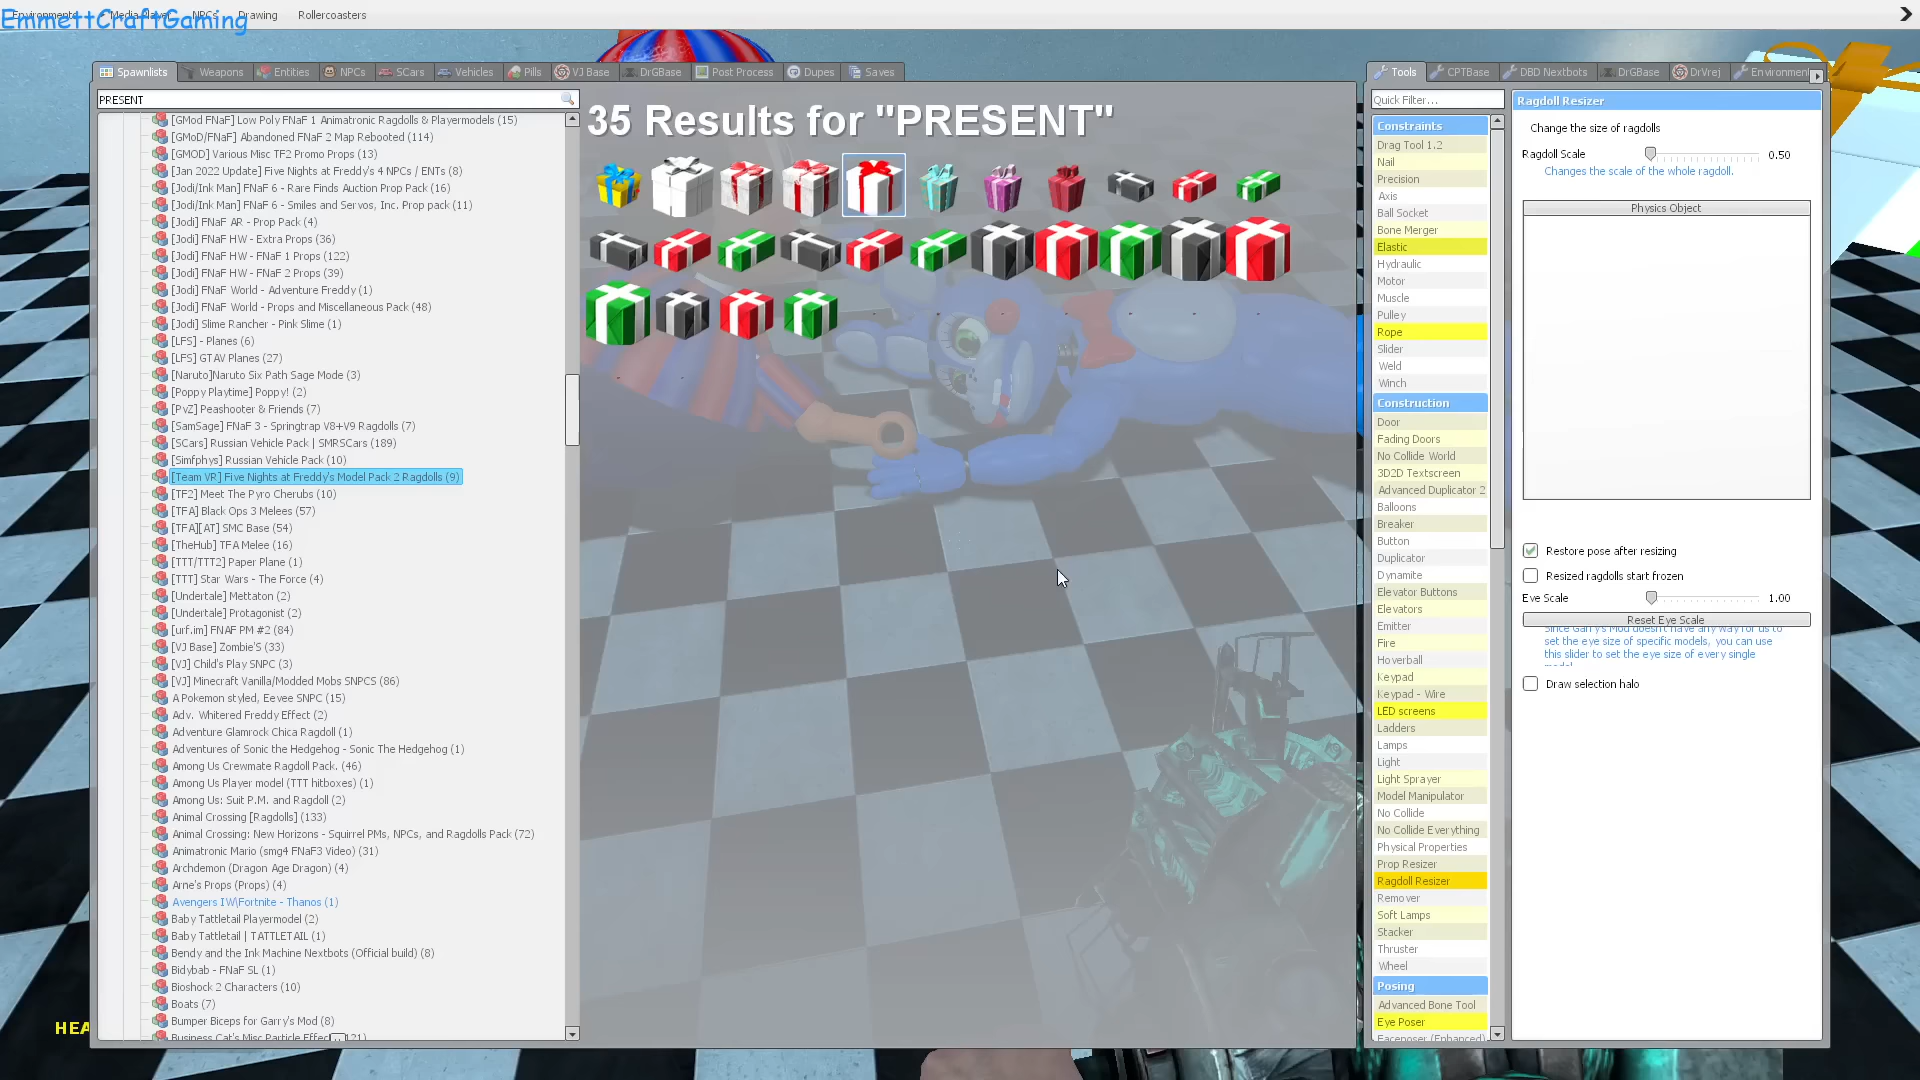 Environments Media Player NPCs Drawing Rollercoasters
EmmettCraftGaming
Spawnlists Weapons Entities NPCs SCars Vehicles Pills VJ Base DrGBase Post Process Dupes Saves
PRESENT
[GMod FNaF] Low Poly FNaF 1 Animatronic Ragdolls & Playermodels (15)
[GMoD/FNaF] Abandoned FNaF 2 Map Rebooted (114)
[GMOD] Various Misc TF2 Promo Props (13)
[Jan 2022 Update] Five Nights at Freddy's 4 NPCs / ENTs (8)
[Jodi/Ink Man] FNaF 6 - Rare Finds Auction Prop Pack (16)
[Jodi/Ink Man] FNaF 6 - Smiles and Servos, Inc. Prop pack (11)
[Jodi] FNaF AR - Prop Pack (4)
[Jodi] FNaF HW - Extra Props (36)
[Jodi] FNaF HW - FNaF 1 Props (122)
[Jodi] FNaF HW - FNaF 2 Props (39)
[Jodi] FNaF World - Adventure Freddy (1)
[Jodi] FNaF World - Props and Miscellaneous Pack (48)
[Jodi] Slime Rancher - Pink Slime (1)
[LFS] - Planes (6)
[LFS] GTAV Planes (27)
[Naruto]Naruto Six Path Sage Mode (3)
[Poppy Playtime] Poppy! (2)
[PvZ] Peashooter & Friends (7)
[SamSage] FNaF 3 - Springtrap V8+V9 Ragdolls (7)
[SCars] Russian Vehicle Pack | SMRSCars (189)
[Simfphys] Russian Vehicle Pack (10)
[Team VR] Five Nights at Freddy's Model Pack 2 Ragdolls (9)
[TF2] Meet The Pyro Cherubs (10)
[TFA] Black Ops 3 Melees (57)
[TFA][AT] SMC Base (54)
[TheHub] TFA Melee (16)
[TTT/TTT2] Paper Plane (1)
[TTT] Star Wars - The Force (4)
[Undertale] Mettaton (2)
[Undertale] Protagonist (2)
[urf.im] FNAF PM #2 (84)
[VJ Base] Zombie'S (33)
[VJ] Child's Play SNPC (3)
[VJ] Minecraft Vanilla/Modded Mobs SNPCS (86)
A Pokemon styled, Eevee SNPC (15)
Adv. Whitered Freddy Effect (2)
Adventure Glamrock Chica Ragdoll (1)
Adventures of Sonic the Hedgehog - Sonic The Hedgehog (1)
Among Us Crewmate Ragdoll Pack. (46)
Among Us Player model (TTT hitboxes) (1)
Among Us: Suit P.M. and Ragdoll (2)
Animal Crossing [Ragdolls] (133)
Animal Crossing: New Horizons - Squirrel PMs, NPCs, and Ragdolls Pack (72)
Animatronic Mario (smg4 FNaF3 Video) (31)
Archdemon (Dragon Age Dragon) (4)
Arne's Props (Props) (4)
Avengers IW\Fortnite - Thanos (1)
Baby Tattletail Playermodel (2)
Baby Tattletail | TATTLETAIL (1)
Bendy and the Ink Machine Nextbots (Official build) (8)
Bidybab - FNaF SL (1)
Bioshock 2 Characters (10)
Boats (7)
Bumper Biceps for Garry's Mod (8)
Business Cat's Misc Particle Effect
HEA
35 Results for "PRESENT"
Tools CPTBase DBD Nextbots DrGBase DrVrej Environment
Quick Filter...
Constraints
Drag Tool 1.2
Nail
Precision
Axis
Ball Socket
Bone Merger
Elastic
Hydraulic
Motor
Muscle
Pulley
Rope
Slider
Weld
Winch
Construction
Door
Fading Doors
No Collide World
3D2D Textscreen
Advanced Duplicator 2
Balloons
Breaker
Button
Duplicator
Dynamite
Elevator Buttons
Elevators
Emitter
Fire
Hoverball
Keypad
Keypad - Wire
LED screens
Ladders
Lamps
Light
Light Sprayer
Model Manipulator
No Collide
No Collide Everything
Physical Properties
Prop Resizer
Ragdoll Resizer
Remover
Soft Lamps
Stacker
Thruster
Wheel
Posing
Advanced Bone Tool
Eye Poser
Faceposer (Enhanced)
Ragdoll Resizer
Change the size of ragdolls
Ragdoll Scale 0.50
Changes the scale of the whole ragdoll.
Physics Object
Restore pose after resizing
Resized ragdolls start frozen
Eye Scale 1.00
Reset Eye Scale
Since Garry's Mod doesn't have any way for us to
set the eye size of specific models, you can use
this slider to set the eye size of every single
Draw selection halo